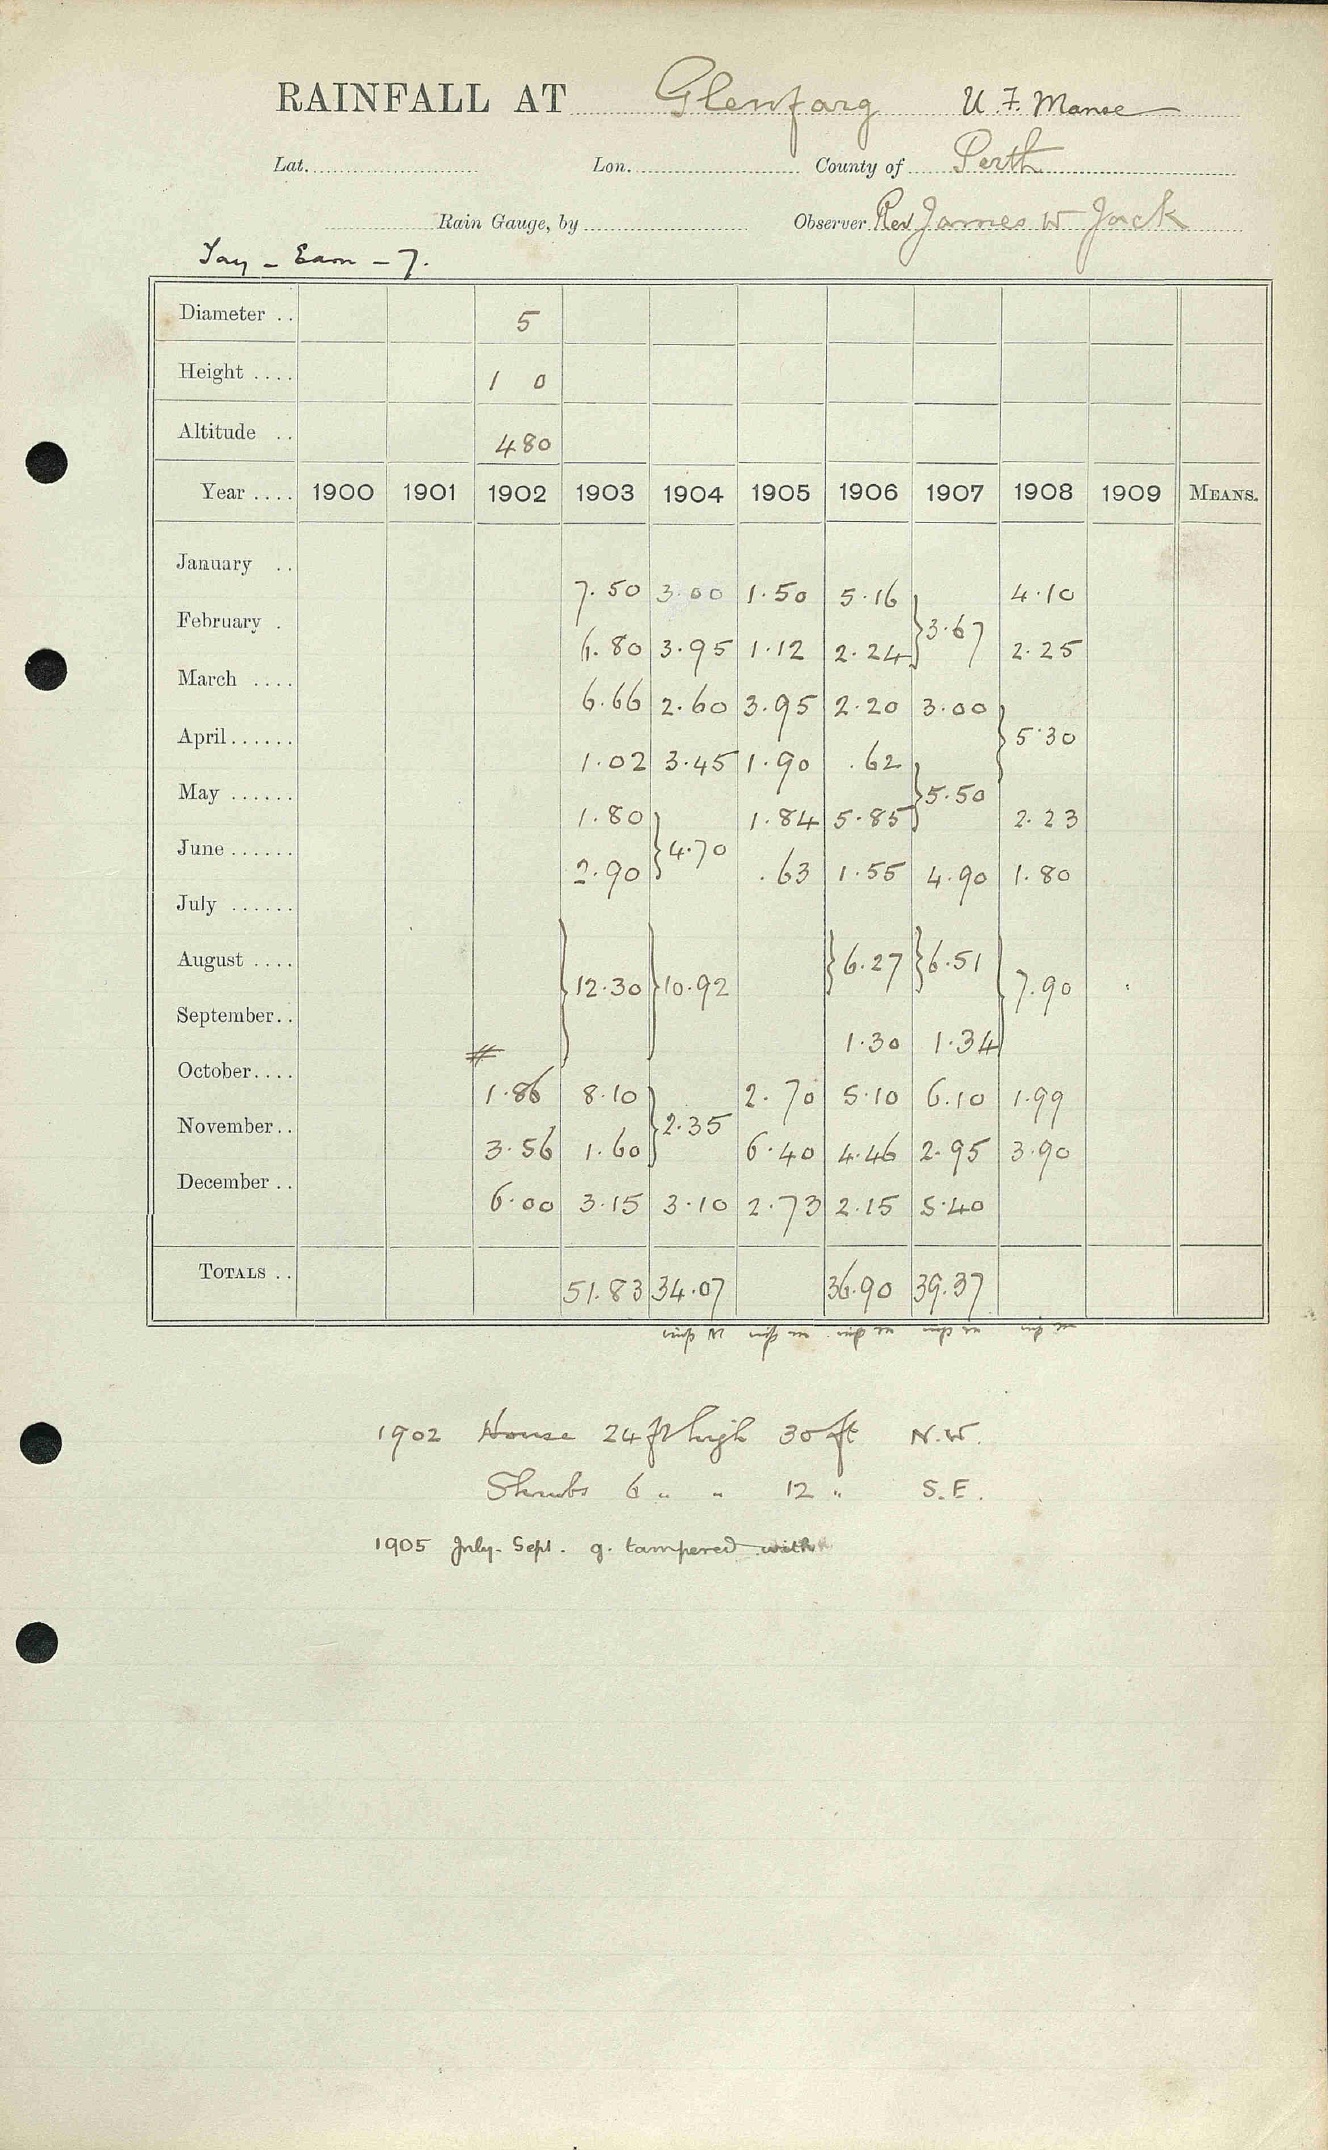 RAINFALL AT Glenfarg U. F. Manse
Lat. Lon. County of Perth
Rain Gauge, by Observer Rev James W Jack
Tay - Earn - 7.
Diameter .. 5
Height .... 1 0
Altitude .. 480
Year .... 1900 1901 1902 1903 1904 1905 1906 1907 1908 1909 MEANS.
January .. 7.50 3.00 1.50 5.16 4.10
} 3.67
February . 6.80 3.95 1.12 2.24 2.25
March .... 6.66 2.60 3.95 2.20 3.00
} 5.30
April ...... 1.02 3.45 1.90 .62
} 5.50
May ...... 1.80 1.84 5.85 2.23
} 4.70
June ...... 2.90 .63 1.55 4.90 1.80
July ......
} 6.27 } 6.51
August .... } 12.30 } 10.92 } 7.90
September.. 1.30 1.34
#
October.... 1.86 8.10 2.70 5.10 6.10 1.99
} 2.35
November.. 3.56 1.60 6.40 4.46 2.95 3.90
December .. 6.00 3.15 3.10 2.73 2.15 5.40
TOTALS .. 51.83 34.07 36.90 39.37
1902 House 24 ft high 30 ft N.W.
Shrubs 6 " " 12 " S.E.
1905 July - Sept. g. tampered with